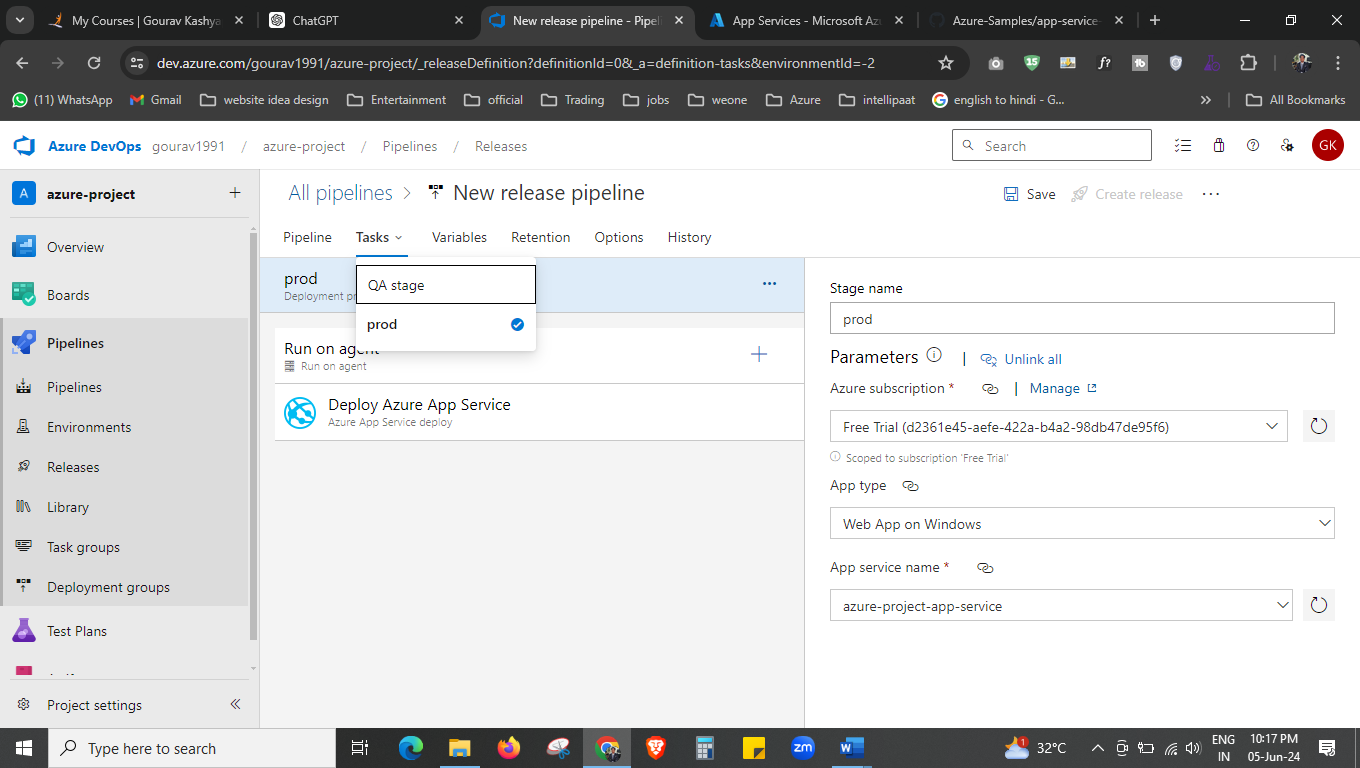 My Courses | Gourav Kashya
ChatGPT
New release pipeline - Pipeli
App Services - Microsoft Az
Azure-Samples/app-service-
dev.azure.com/gourav1991/azure-project/_releaseDefinition?definitionId=0&_a=definition-tasks&environmentId=-2
15
f?
(11) WhatsApp
Gmail
website idea design
Entertainment
official
Trading
jobs
weone
Azure
intellipaat
english to hindi - G...
All Bookmarks
Azure DevOps
gourav1991 / azure-project / Pipelines / Releases
Search
GK
A
azure-project
Overview
Boards
Pipelines
Pipelines
Environments
Releases
Library
Task groups
Deployment groups
Test Plans
Project settings
All pipelines > New release pipeline
Save
Create release
Pipeline
Tasks
Variables
Retention
Options
History
prod
Deployment pr
QA stage
prod
Run on agent
Run on agent
Deploy Azure App Service
Azure App Service deploy
Stage name
prod
Parameters | Unlink all
Azure subscription * | Manage
Free Trial (d2361e45-aefe-422a-b4a2-98db47de95f6)
Scoped to subscription 'Free Trial'
App type
Web App on Windows
App service name *
azure-project-app-service
Type here to search
zm
1
32°C
ENG
IN
10:17 PM
05-Jun-24